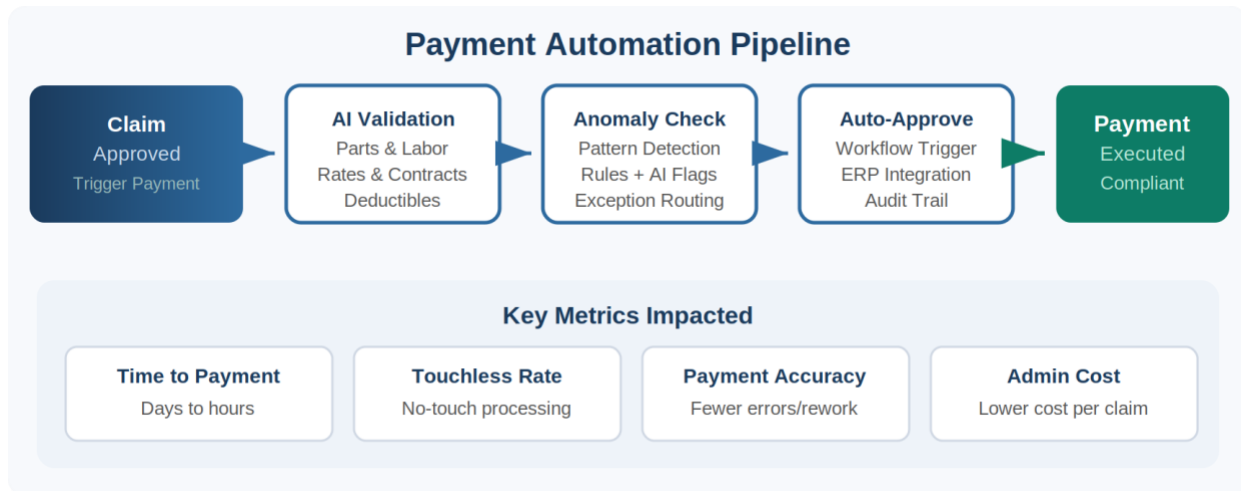 Payment Automation Pipeline
Claim
Approved
Trigger Payment
AI Validation
Parts & Labor
Rates & Contracts
Deductibles
Anomaly Check
Pattern Detection
Rules + AI Flags
Exception Routing
Auto-Approve
Workflow Trigger
ERP Integration
Audit Trail
Payment
Executed
Compliant
Key Metrics Impacted
Time to Payment
Days to hours
Touchless Rate
No-touch processing
Payment Accuracy
Fewer errors/rework
Admin Cost
Lower cost per claim